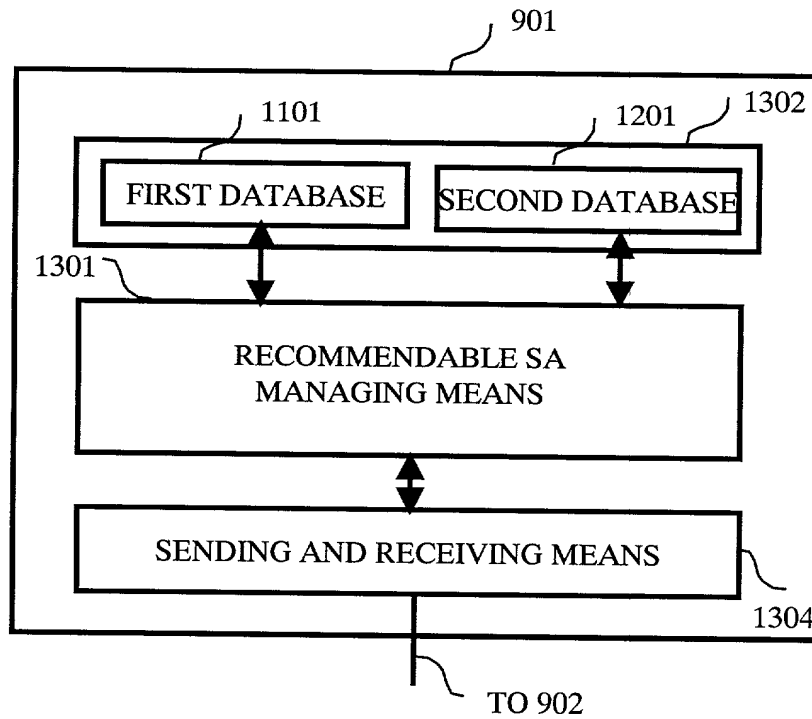 901
1302
1101
1201
FIRST DATABASE
SECOND DATABASE
1301
RECOMMENDABLE SA
MANAGING MEANS
SENDING AND RECEIVING MEANS
1304
TO 902